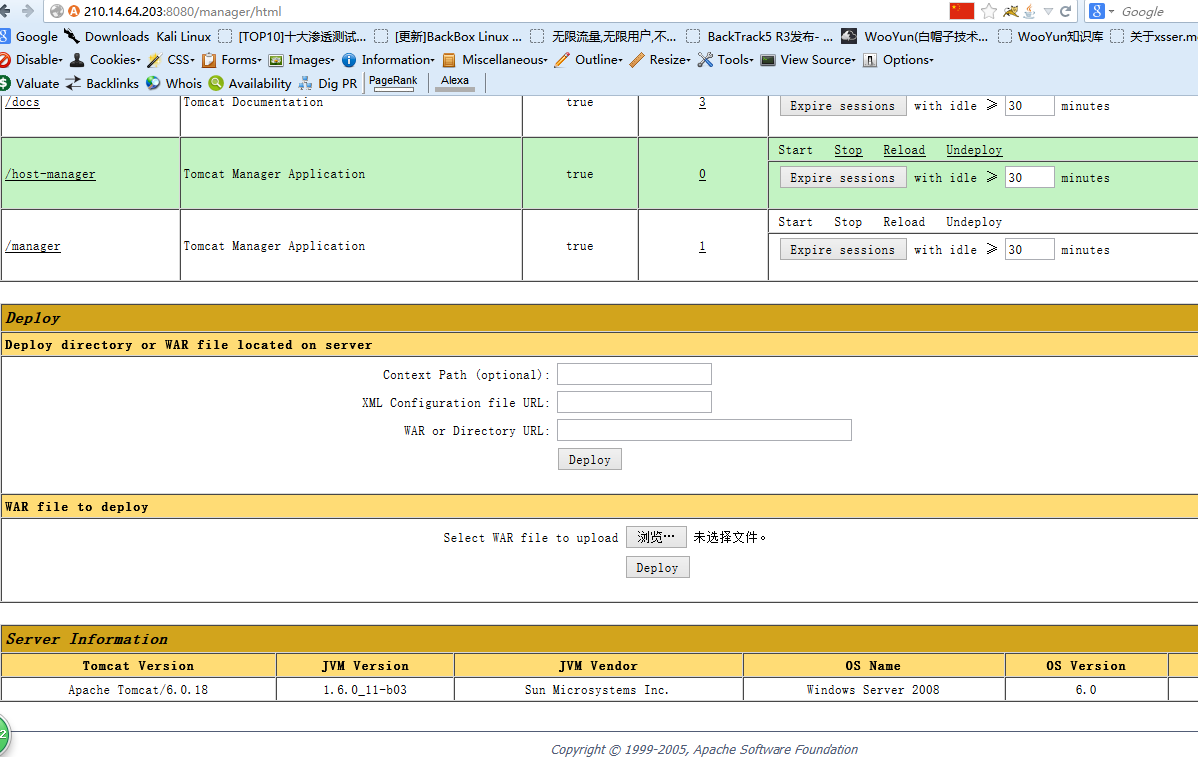 210.14.64.203:8080/manager/html Google
Google Downloads Kali Linux [TOP10]十大渗透测试... [更新]BackBox Linux ... 无限流量,无限用户,不... BackTrack5 R3发布- ... WooYun(白帽子技术... WooYun知识库 关于xsser.m
Disable Cookies CSS Forms Images Information Miscellaneous Outline Resize Tools View Source Options
Valuate Backlinks Whois Availability Dig PR PageRank Alexa
/docs Tomcat Documentation true 3 Expire sessions with idle ≥ 30 minutes
Start Stop Reload Undeploy
/host-manager Tomcat Manager Application true 0 Expire sessions with idle ≥ 30 minutes
Start Stop Reload Undeploy
/manager Tomcat Manager Application true 1 Expire sessions with idle ≥ 30 minutes
Deploy
Deploy directory or WAR file located on server
Context Path (optional):
XML Configuration file URL:
WAR or Directory URL:
Deploy
WAR file to deploy
Select WAR file to upload 浏览… 未选择文件。
Deploy
Server Information
Tomcat Version JVM Version JVM Vendor OS Name OS Version
Apache Tomcat/6.0.18 1.6.0_11-b03 Sun Microsystems Inc. Windows Server 2008 6.0
2
Copyright © 1999-2005, Apache Software Foundation